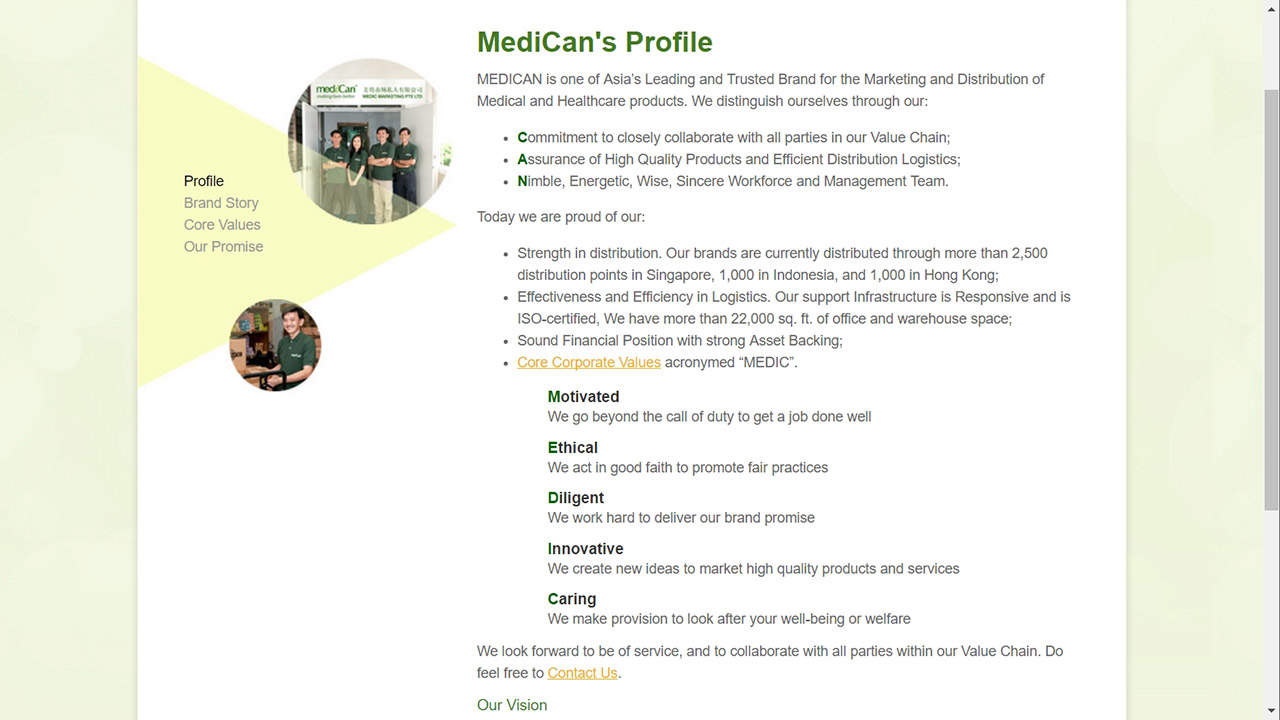 MediCan's Profile
MEDICAN is one of Asia’s Leading and Trusted Brand for the Marketing and Distribution of
Medical and Healthcare products. We distinguish ourselves through our:
Commitment to closely collaborate with all parties in our Value Chain;
Assurance of High Quality Products and Efficient Distribution Logistics;
Nimble, Energetic, Wise, Sincere Workforce and Management Team.
Today we are proud of our:
Strength in distribution. Our brands are currently distributed through more than 2,500
distribution points in Singapore, 1,000 in Indonesia, and 1,000 in Hong Kong;
Effectiveness and Efficiency in Logistics. Our support Infrastructure is Responsive and is
ISO-certified, We have more than 22,000 sq. ft. of office and warehouse space;
Sound Financial Position with strong Asset Backing;
Core Corporate Values acronymed “MEDIC”.
Motivated
We go beyond the call of duty to get a job done well
Ethical
We act in good faith to promote fair practices
Diligent
We work hard to deliver our brand promise
Innovative
We create new ideas to market high quality products and services
Caring
We make provision to look after your well-being or welfare
We look forward to be of service, and to collaborate with all parties within our Value Chain. Do
feel free to Contact Us.
Our Vision
Profile
Brand Story
Core Values
Our Promise
mediCan
MEDIC MARKETING PTE LTD